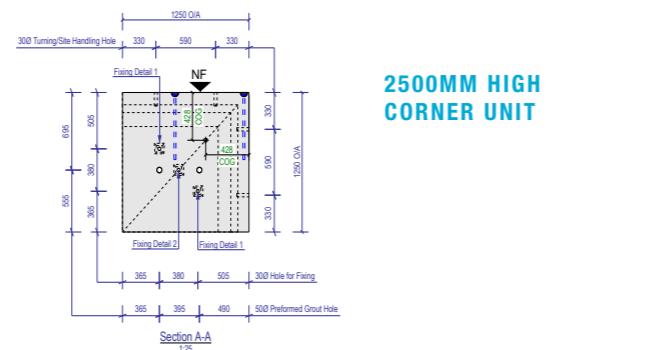 1250 O/A
30Ø Turning/Site Handling Hole
330
590
330
Fixing Detail 1
NF
2500MM HIGH
CORNER UNIT
695
505
428
COG
330
428
COG
380
590
1250 O/A
555
365
330
Fixing Detail 2
Fixing Detail 1
365
380
505
30Ø Hole for Fixing
365
395
490
50Ø Preformed Grout Hole
Section A-A
1:25